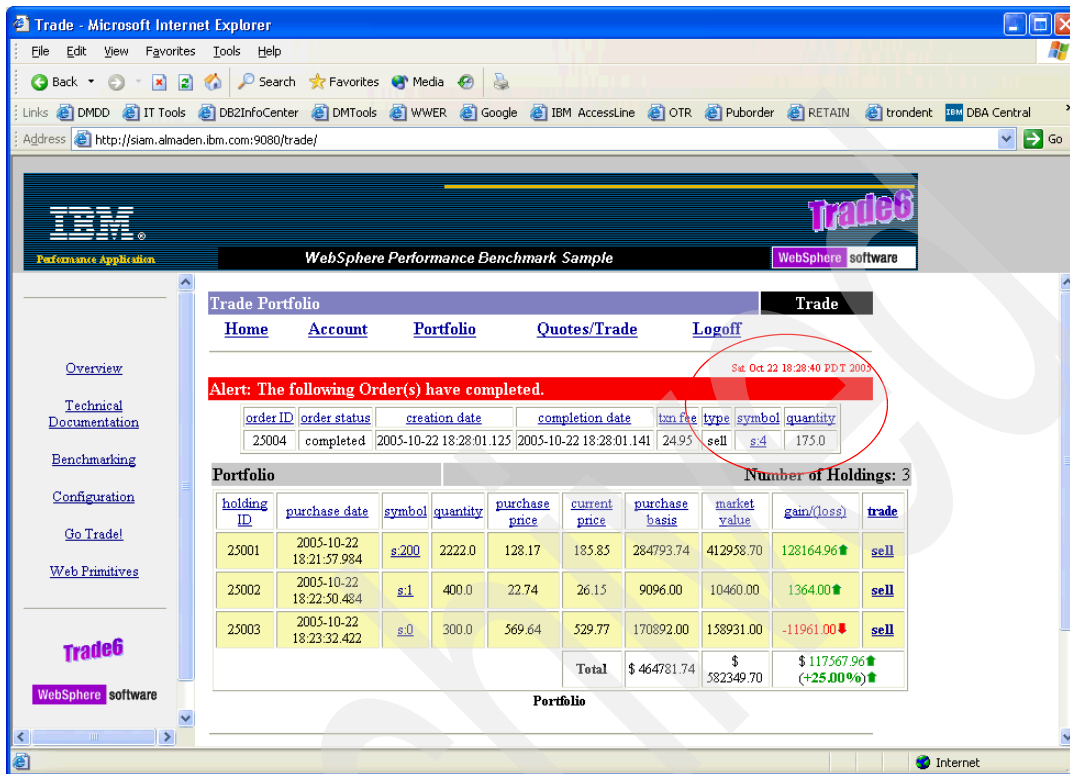 Trade - Microsoft Internet Explorer
File Edit View Favorites Tools Help
Back Search Favorites Media
Links DMDD IT Tools DB2InfoCenter DMTools WWER Google IBM AccessLine OTR Puborder RETAIN trondent IBM DBA Central »
Address http://siam.almaden.ibm.com:9080/trade/ Go
IBM®
Trade6
Performance Application
WebSphere Performance Benchmark Sample
WebSphere software
Trade Portfolio Trade
Home Account Portfolio Quotes/Trade Logoff
Sat Oct 22 18:28:40 PDT 2005
Alert: The following Order(s) have completed.
order ID order status creation date completion date txn fee type symbol quantity
25004 completed 2005-10-22 18:28:01.125 2005-10-22 18:28:01.141 24.95 sell s:4 175.0
Portfolio Number of Holdings: 3
holding ID purchase date symbol quantity purchase price current price purchase basis market value gain/(loss) trade
25001 2005-10-22 18:21:57.984 s:200 2222.0 128.17 185.85 284793.74 412958.70 128164.96 sell
25002 2005-10-22 18:22:50.484 s:1 400.0 22.74 26.15 9096.00 10460.00 1364.00 sell
25003 2005-10-22 18:23:32.422 s:0 300.0 569.64 529.77 170892.00 158931.00 -11961.00 sell
Total $ 464781.74 $ 582349.70 $ 117567.96 (+25.00%)
Portfolio
Overview
Technical
Documentation
Benchmarking
Configuration
Go Trade!
Web Primitives
Trade6
WebSphere software
Internet